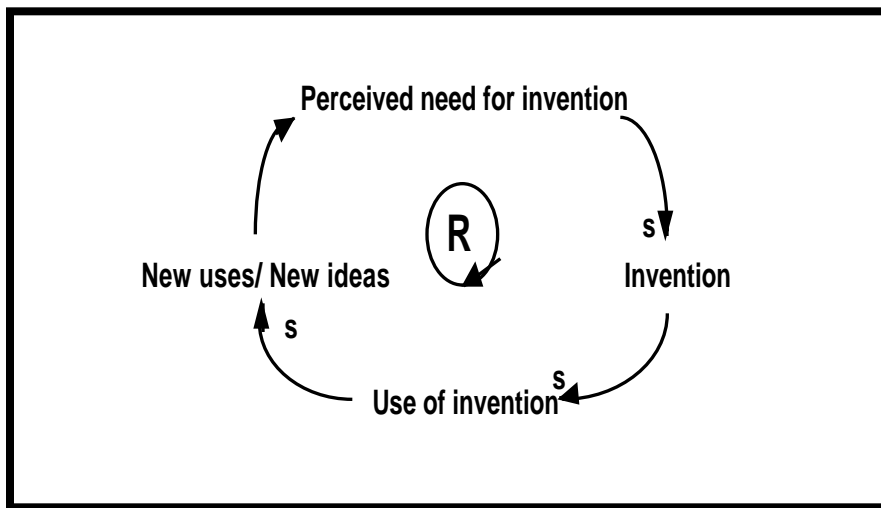 Perceived need for invention
R
s
New uses/ New ideas
Invention
s
s
Use of invention